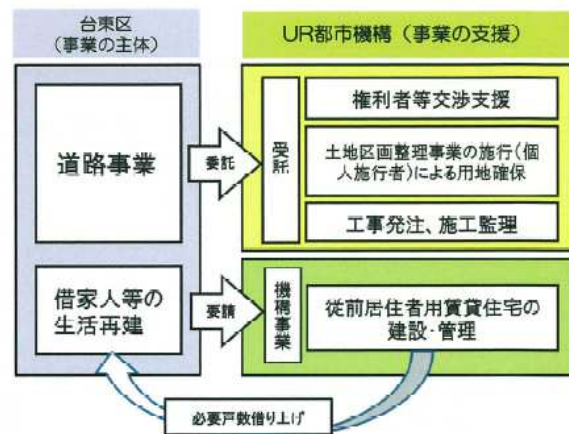 台東区
(事業の主体)
UR都市機構(事業の支援)
道路事業
委託
受託
権利者等交渉支援
土地区画整理事業の施行(個
人施行者)による用地確保
工事発注、施工監理
借家人等の
生活再建
要請
機構事業
従前居住者用賃貸住宅の
建設・管理
必要戸数借り上げ